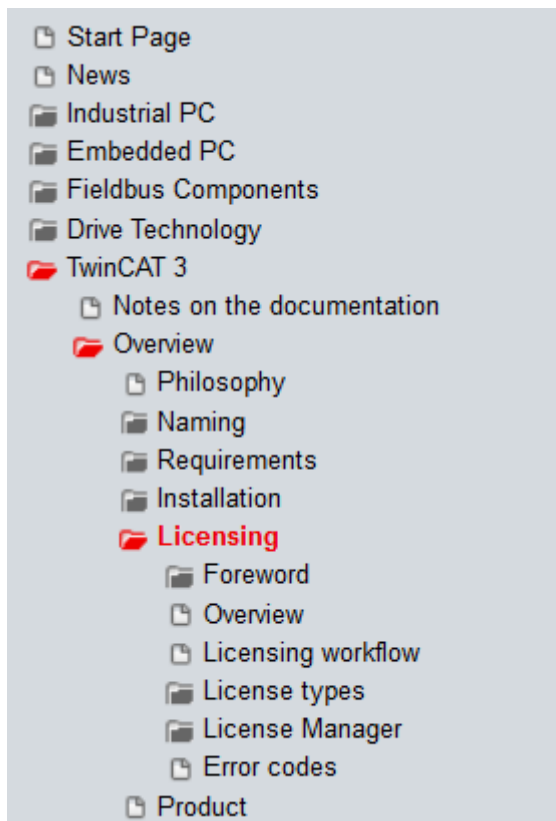 Start Page
News
Industrial PC
Embedded PC
Fieldbus Components
Drive Technology
TwinCAT 3
Notes on the documentation
Overview
Philosophy
Naming
Requirements
Installation
Licensing
Foreword
Overview
Licensing workflow
License types
License Manager
Error codes
Product